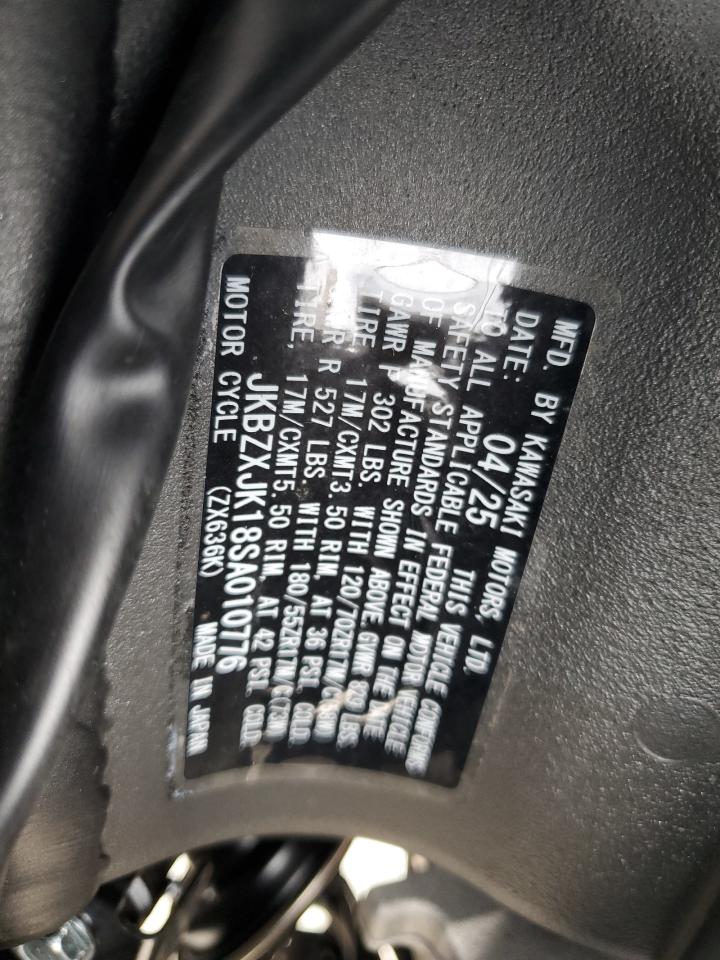 MFD. BY KAWASAKI MOTORS, LTD.
DATE: 04/25 THIS VEHICLE CONFORMS
TO ALL APPLICABLE FEDERAL MOTOR VEHICLE
SAFETY STANDARDS IN EFFECT ON THE DATE
OF MANUFACTURE SHOWN ABOVE GVWR LBS
GAWR F 302 LBS WITH 120/70ZR17M/C
TIRE, 17M/CXMT3.50 RIM, AT 36 PSI. COLD.
R 527 LBS. WITH 180/55ZR17M/C(73W)
TIRE, 17M/CXMT5.50 RIM, AT 42 PSI. COLD.
JKBZXJK18SA010776
MOTOR CYCLE (ZX636K) MADE IN JAPAN